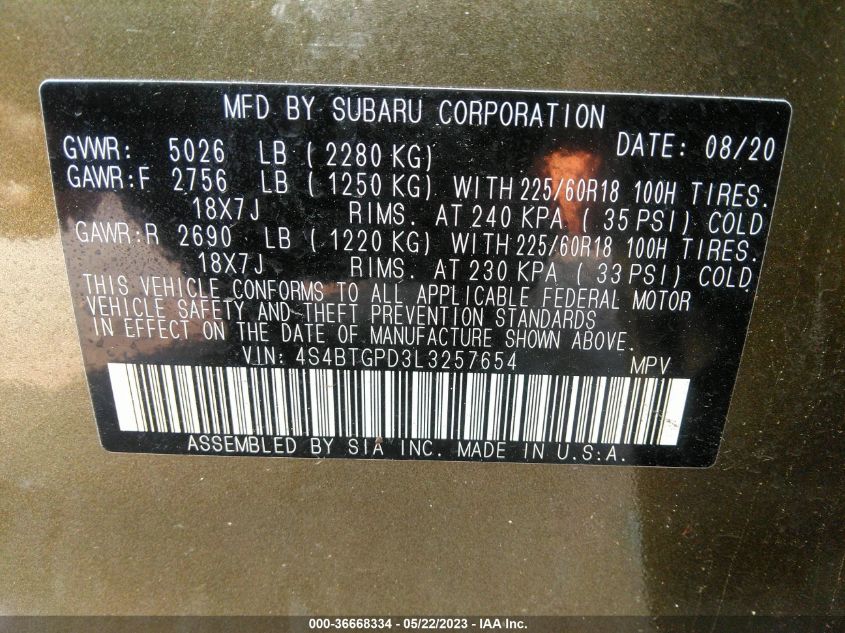 MFD BY SUBARU CORPORATION
GVWR: 5026 LB ( 2280 KG) DATE: 08/20
GAWR:F 2756 LB ( 1250 KG) WITH 225/60R18 100H TIRES.
18X7J RIMS. AT 240 KPA ( 35 PSI) COLD
GAWR:R 2690 LB ( 1220 KG) WITH 225/60R18 100H TIRES.
18X7J RIMS. AT 230 KPA ( 33 PSI) COLD
THIS VEHICLE CONFORMS TO ALL APPLICABLE FEDERAL MOTOR
VEHICLE SAFETY AND THEFT PREVENTION STANDARDS
IN EFFECT ON THE DATE OF MANUFACTURE SHOWN ABOVE.
VIN: 4S4BTGPD3L3257654 MPV
ASSEMBLED BY SIA INC. MADE IN U.S.A.
000-36668334 - 05/22/2023 - IAA Inc.